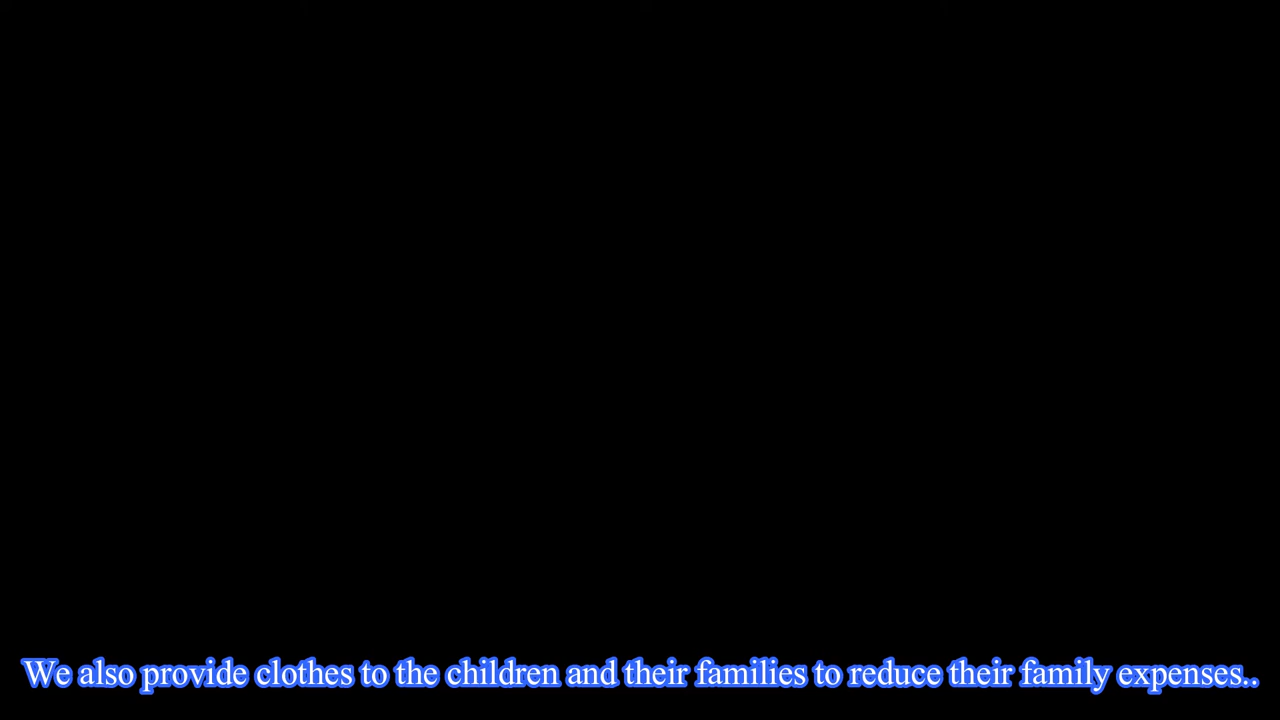 We also provide clothes to the children and their families to reduce their family expenses..